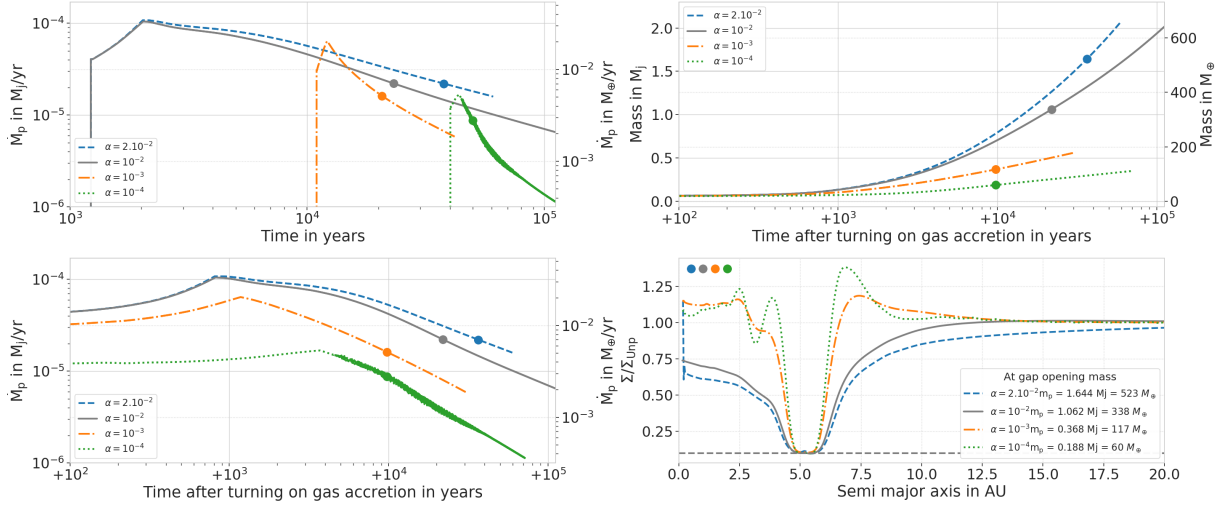 10⁻⁴
10⁻⁵
10⁻⁶
Ṁp in Mj/yr
α = 2.10⁻²
α = 10⁻²
α = 10⁻³
α = 10⁻⁴
10³
10⁴
10⁵
Time in years
10⁻²
10⁻³
Ṁp in M⊕/yr
2.0
1.5
1.0
0.5
0.0
Mass in Mj
α = 2.10⁻²
α = 10⁻²
α = 10⁻³
α = 10⁻⁴
+10²
+10³
+10⁴
+10⁵
Time after turning on gas accretion in years
600
400
200
0
Mass in M⊕
10⁻⁴
10⁻⁵
10⁻⁶
Ṁp in Mj/yr
α = 2.10⁻²
α = 10⁻²
α = 10⁻³
α = 10⁻⁴
+10²
+10³
+10⁴
+10⁵
Time after turning on gas accretion in years
10⁻²
10⁻³
Ṁp in M⊕/yr
1.25
1.00
0.75
0.50
0.25
Σ/ΣUnp
At gap opening mass
α = 2.10⁻²mp = 1.644 Mj = 523 M⊕
α = 10⁻²mp = 1.062 Mj = 338 M⊕
α = 10⁻³mp = 0.368 Mj = 117 M⊕
α = 10⁻⁴mp = 0.188 Mj = 60 M⊕
0.0
2.5
5.0
7.5
10.0
12.5
15.0
17.5
20.0
Semi major axis in AU